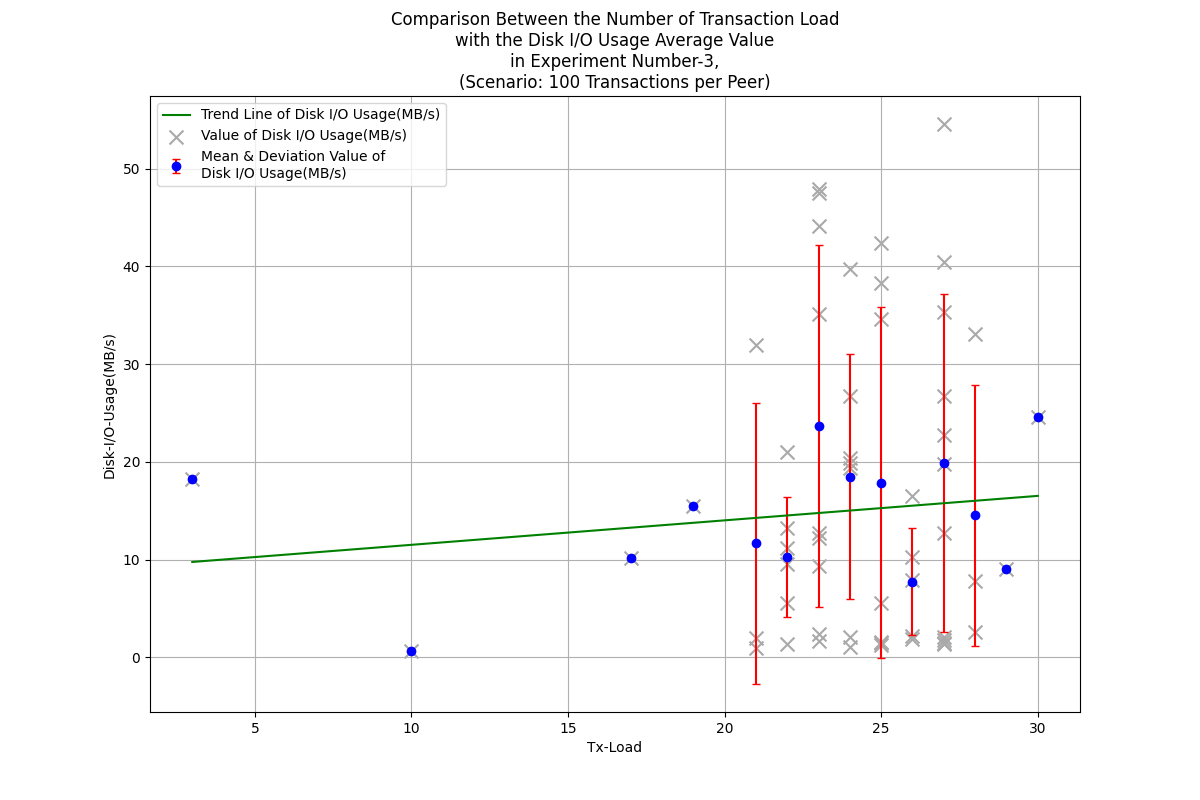 Comparison Between the Number of Transaction Load
with the Disk I/O Usage Average Value
in Experiment Number-3,
(Scenario: 100 Transactions per Peer)
Trend Line of Disk I/O Usage(MB/s)
Value of Disk I/O Usage(MB/s)
Mean & Deviation Value of
Disk I/O Usage(MB/s)
50
40
30
20
10
0
Disk-I/O-Usage(MB/s)
5 10 15 20 25 30
Tx-Load